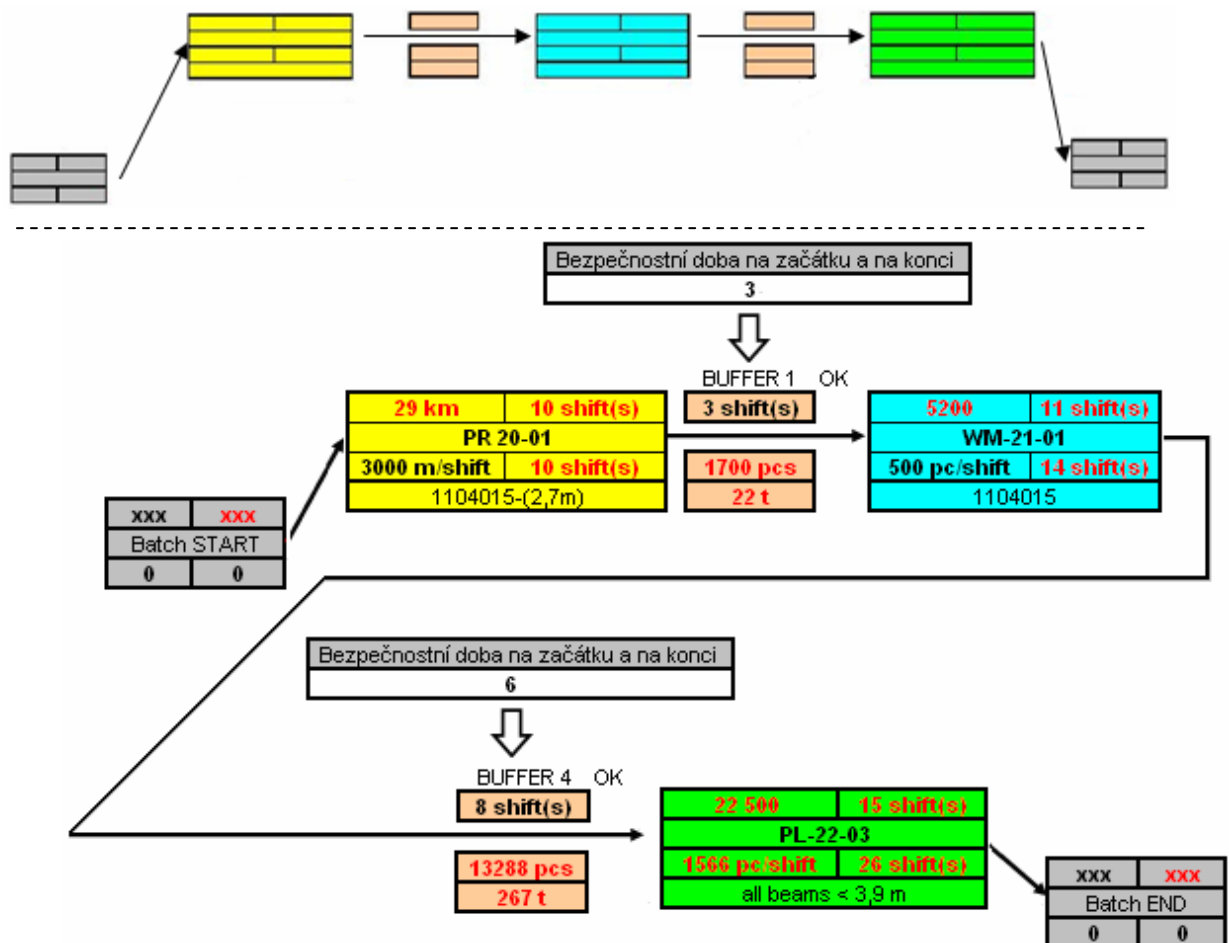 Bezpečnostní doba na začátku a na konci
3
BUFFER 1 OK
29 km 10 shift(s)
PR 20-01
3000 m/shift 10 shift(s)
1104015-(2,7m)
3 shift(s)
1700 pcs
22 t
5200 11 shift(s)
WM-21-01
500 pc/shift 14 shift(s)
1104015
xxx xxx
Batch START
0 0
Bezpečnostní doba na začátku a na konci
6
BUFFER 4 OK
8 shift(s)
13288 pcs
267 t
22 500 15 shift(s)
PL-22-03
1566 pc/shift 26 shift(s)
all beams < 3,9 m
xxx xxx
Batch END
0 0